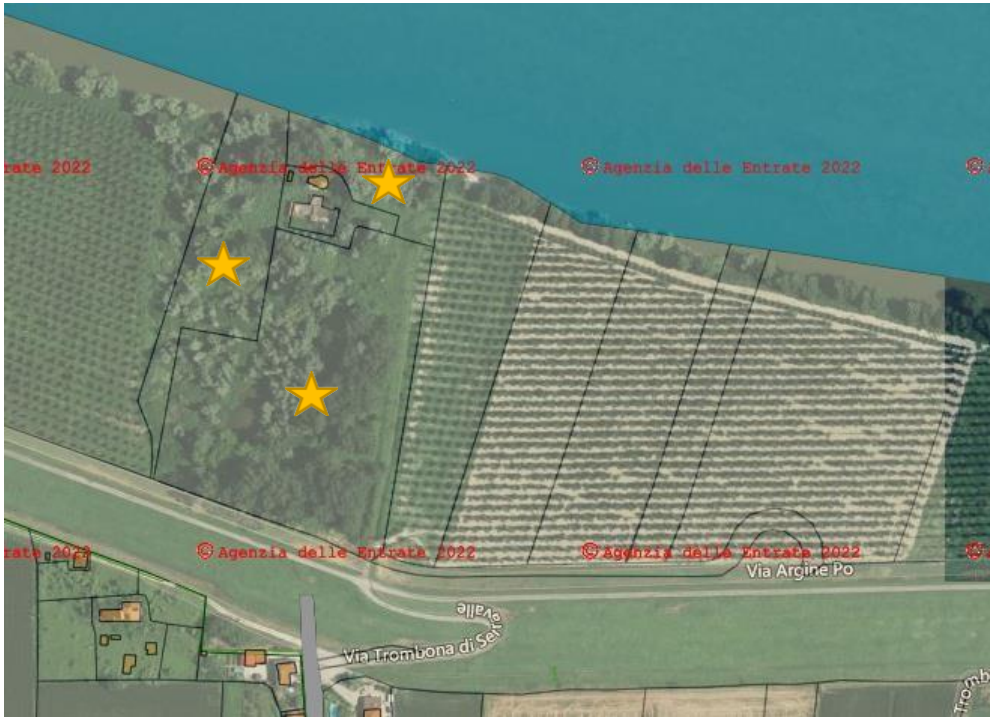 rate 2022
© Agenzia delle Entrate 2022
© Agenzia delle Entrate 2022
rate 2022
© Agenzia delle Entrate 2022
© Agenzia delle Entrate 2022
Via Argine Po
Via Trombona di Serravalle